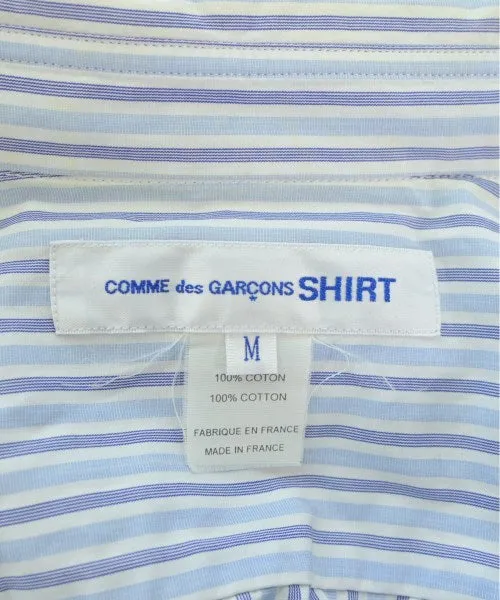 COMME des GARÇONS SHIRT
M
100% COTON
100% COTTON
FABRIQUE EN FRANCE
MADE IN FRANCE